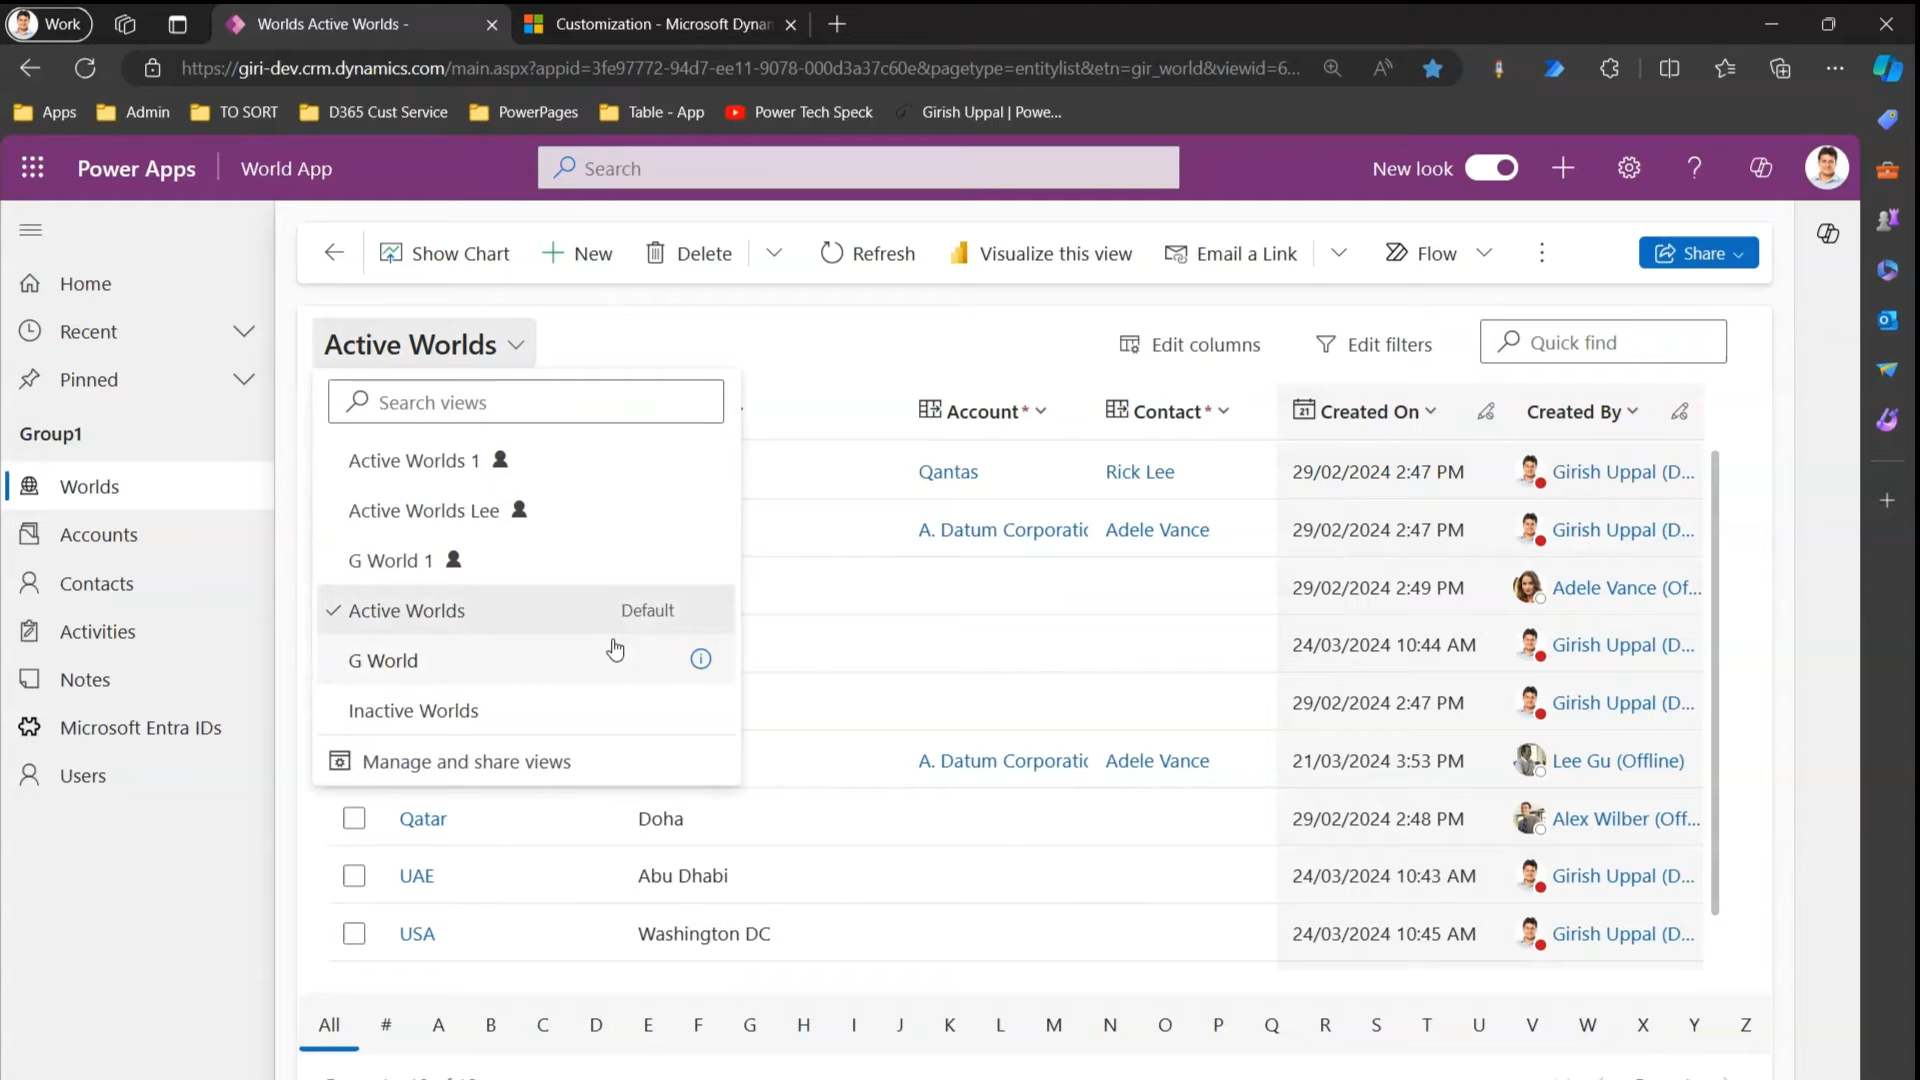 Work
Worlds Active Worlds -
Customization - Microsoft Dynar
https://giri-dev.crm.dynamics.com/main.aspx?appid=3fe97772-94d7-ee11-9078-000d3a37c60e&pagetype=entitylist&etn=gir_world&viewid=6...
Apps
Admin
TO SORT
D365 Cust Service
PowerPages
Table - App
Power Tech Speck
Girish Uppal | Powe...
Power Apps
World App
Search
New look
Show Chart
New
Delete
Refresh
Visualize this view
Email a Link
Flow
Share
Home
Recent
Pinned
Group1
Worlds
Accounts
Contacts
Activities
Notes
Microsoft Entra IDs
Users
Active Worlds
Edit columns
Edit filters
Quick find
Search views
Active Worlds 1
Active Worlds Lee
G World 1
Active Worlds Default
G World
Inactive Worlds
Manage and share views
Account* Contact* Created On Created By
Qantas Rick Lee 29/02/2024 2:47 PM Girish Uppal (D...
A. Datum Corporatic Adele Vance 29/02/2024 2:47 PM Girish Uppal (D...
29/02/2024 2:49 PM Adele Vance (Of...
24/03/2024 10:44 AM Girish Uppal (D...
29/02/2024 2:47 PM Girish Uppal (D...
A. Datum Corporatic Adele Vance 21/03/2024 3:53 PM Lee Gu (Offline)
Qatar Doha 29/02/2024 2:48 PM Alex Wilber (Off...
UAE Abu Dhabi 24/03/2024 10:43 AM Girish Uppal (D...
USA Washington DC 24/03/2024 10:45 AM Girish Uppal (D...
All # A B C D E F G H I J K L M N O P Q R S T U V W X Y Z